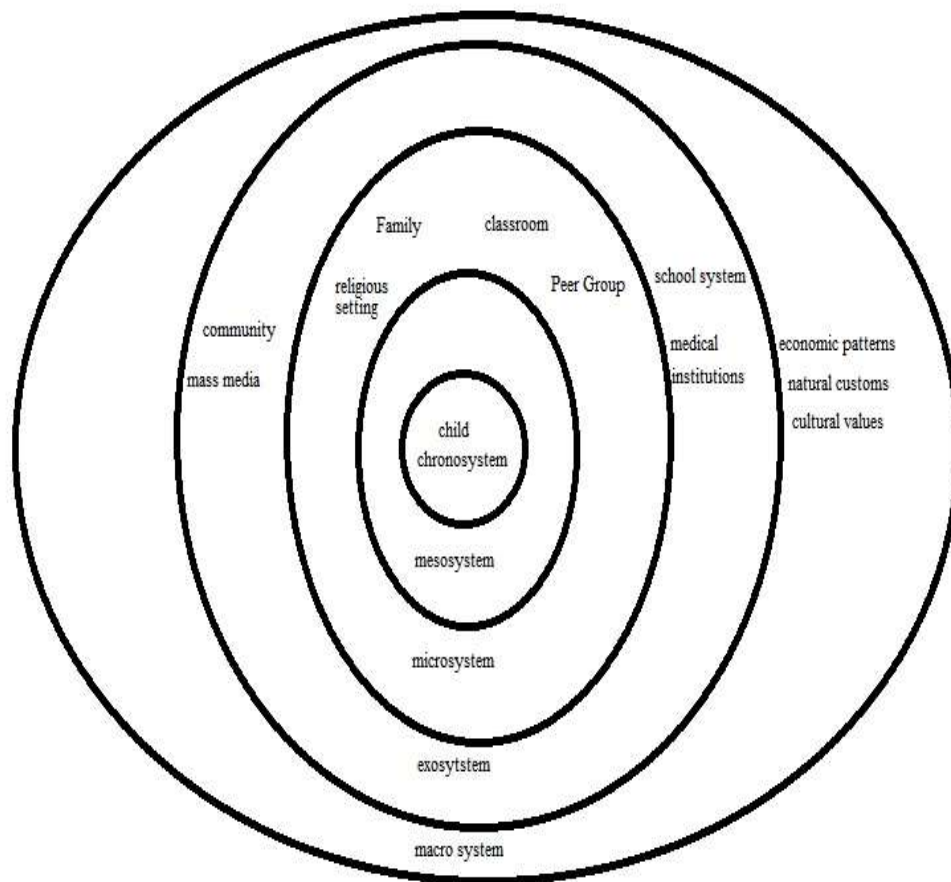 Family
classroom
religious
setting
Peer Group
school system
community
mass media
medical
institutions
economic patterns
natural customs
cultural values
child
chronosystem
mesosystem
microsystem
exosytstem
macro system